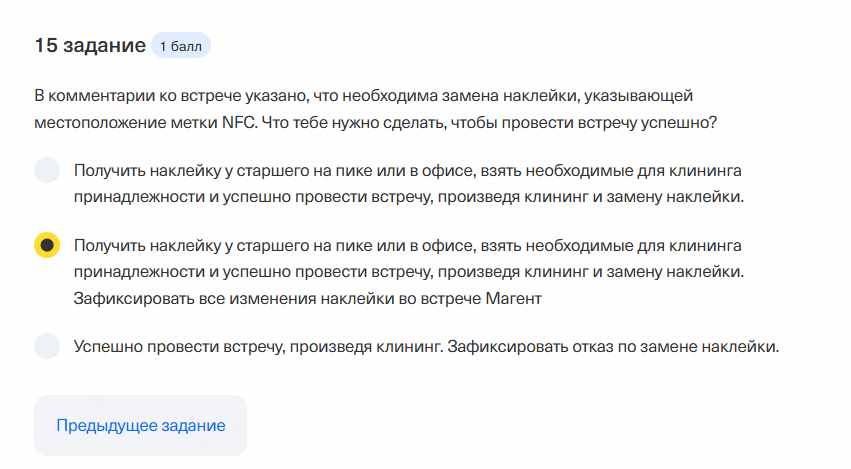 15 задание 1 балл
В комментарии ко встрече указано, что необходима замена наклейки, указывающей
местоположение метки NFC. Что тебе нужно сделать, чтобы провести встречу успешно?
Получить наклейку у старшего на пике или в офисе, взять необходимые для клининга
принадлежности и успешно провести встречу, произведя клининг и замену наклейки.
Получить наклейку у старшего на пике или в офисе, взять необходимые для клининга
принадлежности и успешно провести встречу, произведя клининг и замену наклейки.
Зафиксировать все изменения наклейки во встрече Магент
Успешно провести встречу, произведя клининг. Зафиксировать отказ по замене наклейки.
Предыдущее задание